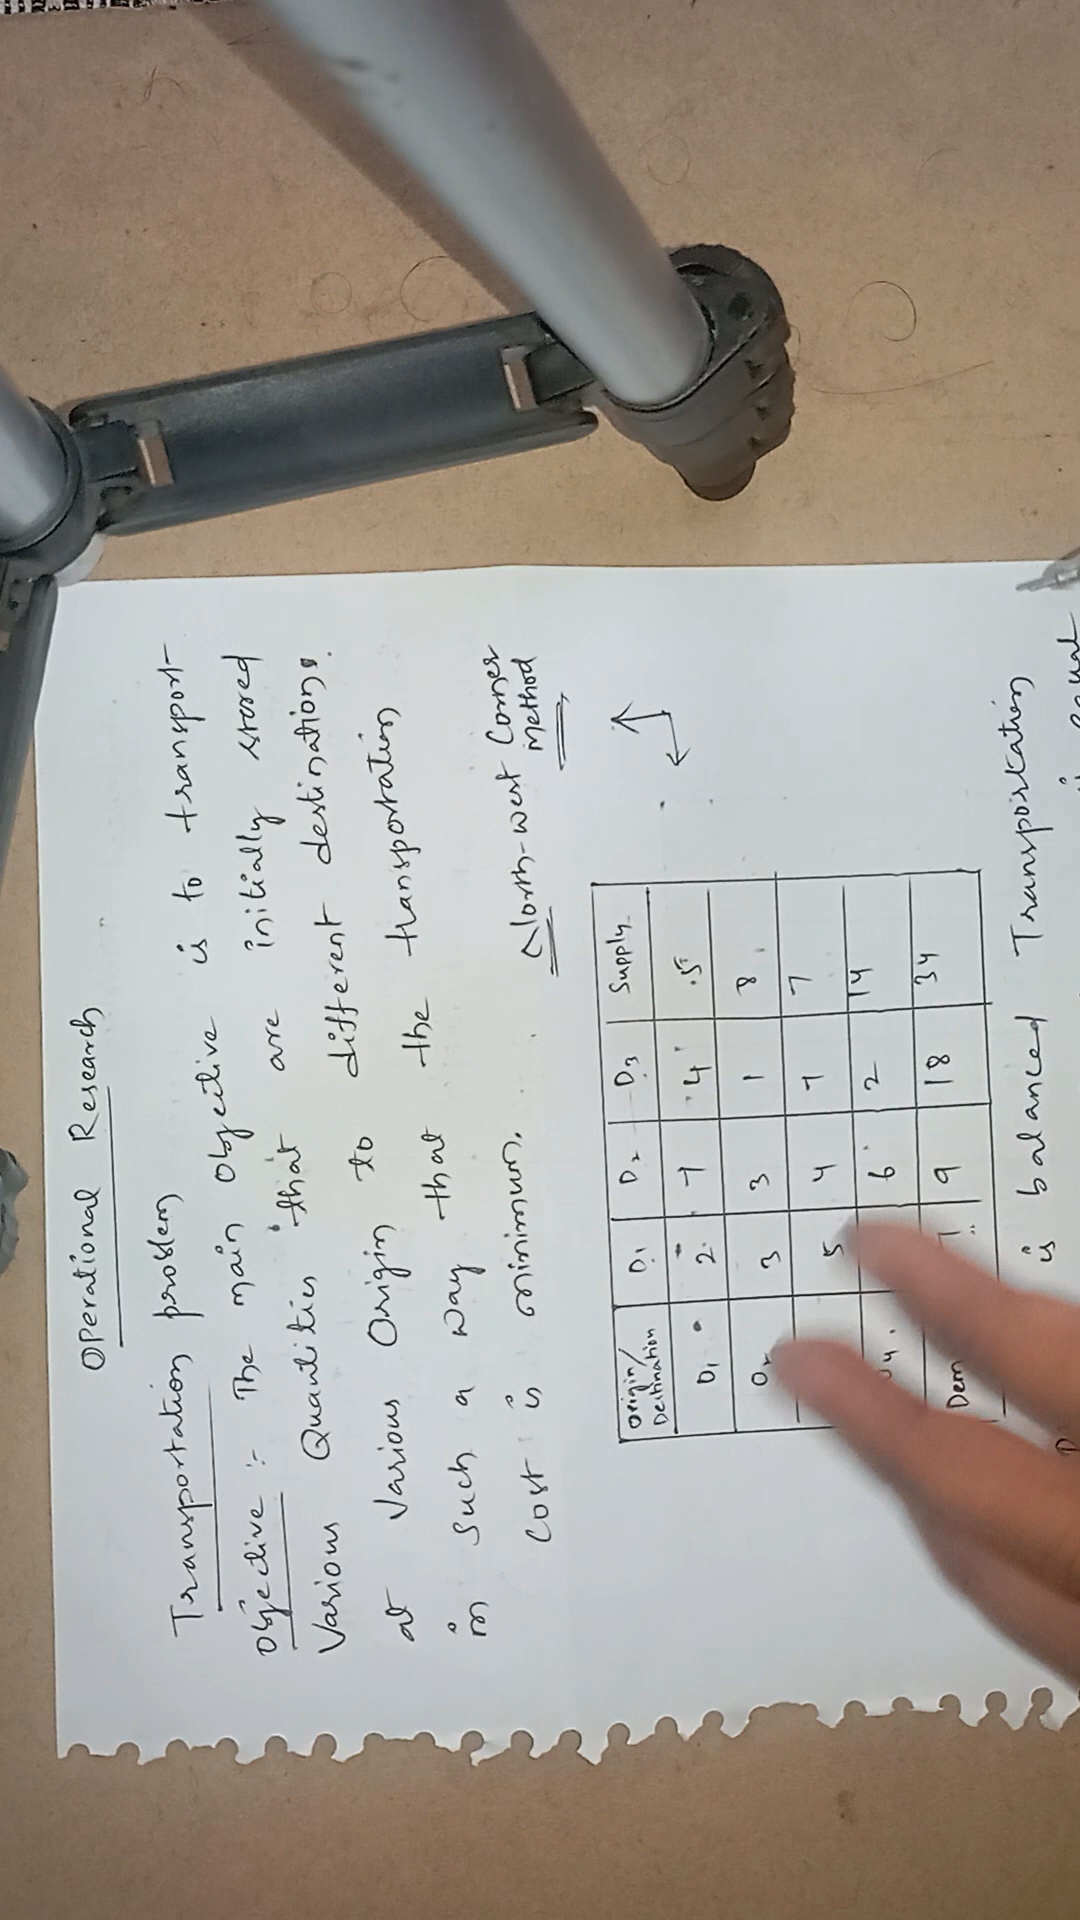 Operational Research
Transportation problem
Objective :- The main objective is to transport
Various Quantities that are initially stored
at Various Origin to different destinations.
in such a way that the transportation
cost is minimum.
North-west Corner
Method
Origin/ Destination D1 D2 D3 Supply
O1 2 7 4 5
O2 3 3 1 8
5 4 7 7
O4 6 2 14
Dem 7 9 18 34
is balanced Transportation